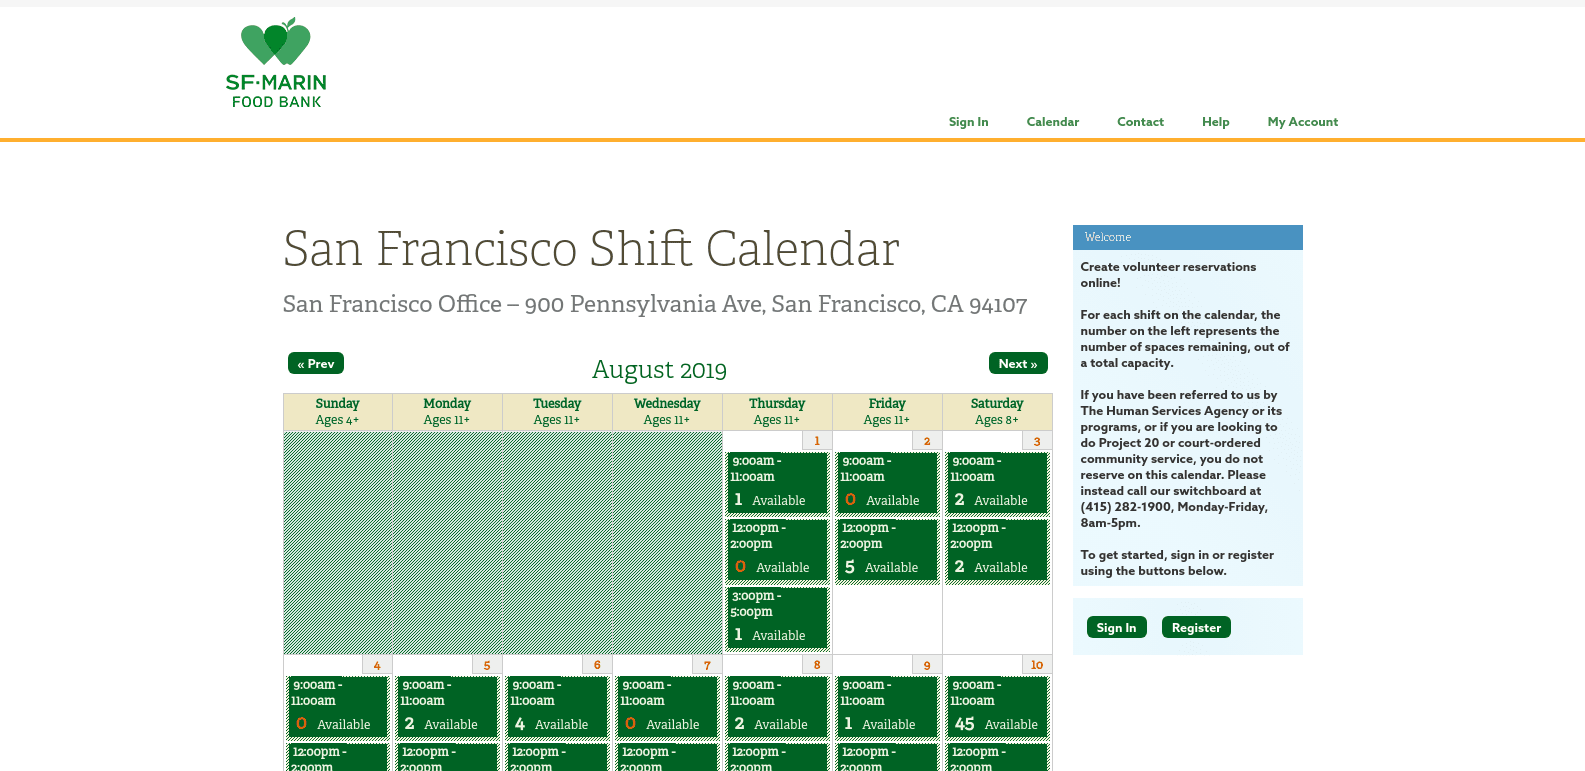 SF·MARIN
FOOD BANK
Sign In Calendar Contact Help My Account
San Francisco Shift Calendar
San Francisco Office – 900 Pennsylvania Ave, San Francisco, CA 94107
« Prev
August 2019
Next »
Sunday Monday Tuesday Wednesday Thursday Friday Saturday
Ages 4+ Ages 11+ Ages 11+ Ages 11+ Ages 11+ Ages 11+ Ages 8+
1 2 3
9:00am - 9:00am - 9:00am -
11:00am 11:00am 11:00am
1 Available 0 Available 2 Available
12:00pm - 12:00pm - 12:00pm -
2:00pm 2:00pm 2:00pm
0 Available 5 Available 2 Available
3:00pm -
5:00pm
1 Available
4 5 6 7 8 9 10
9:00am - 9:00am - 9:00am - 9:00am - 9:00am - 9:00am - 9:00am -
11:00am 11:00am 11:00am 11:00am 11:00am 11:00am 11:00am
0 Available 2 Available 4 Available 0 Available 2 Available 1 Available 45 Available
12:00pm - 12:00pm - 12:00pm - 12:00pm - 12:00pm - 12:00pm - 12:00pm -
2:00pm 2:00pm 2:00pm 2:00pm 2:00pm 2:00pm 2:00pm
Welcome
Create volunteer reservations
online!
For each shift on the calendar, the
number on the left represents the
number of spaces remaining, out of
a total capacity.
If you have been referred to us by
The Human Services Agency or its
programs, or if you are looking to
do Project 20 or court-ordered
community service, you do not
reserve on this calendar. Please
instead call our switchboard at
(415) 282-1900, Monday-Friday,
8am-5pm.
To get started, sign in or register
using the buttons below.
Sign In Register